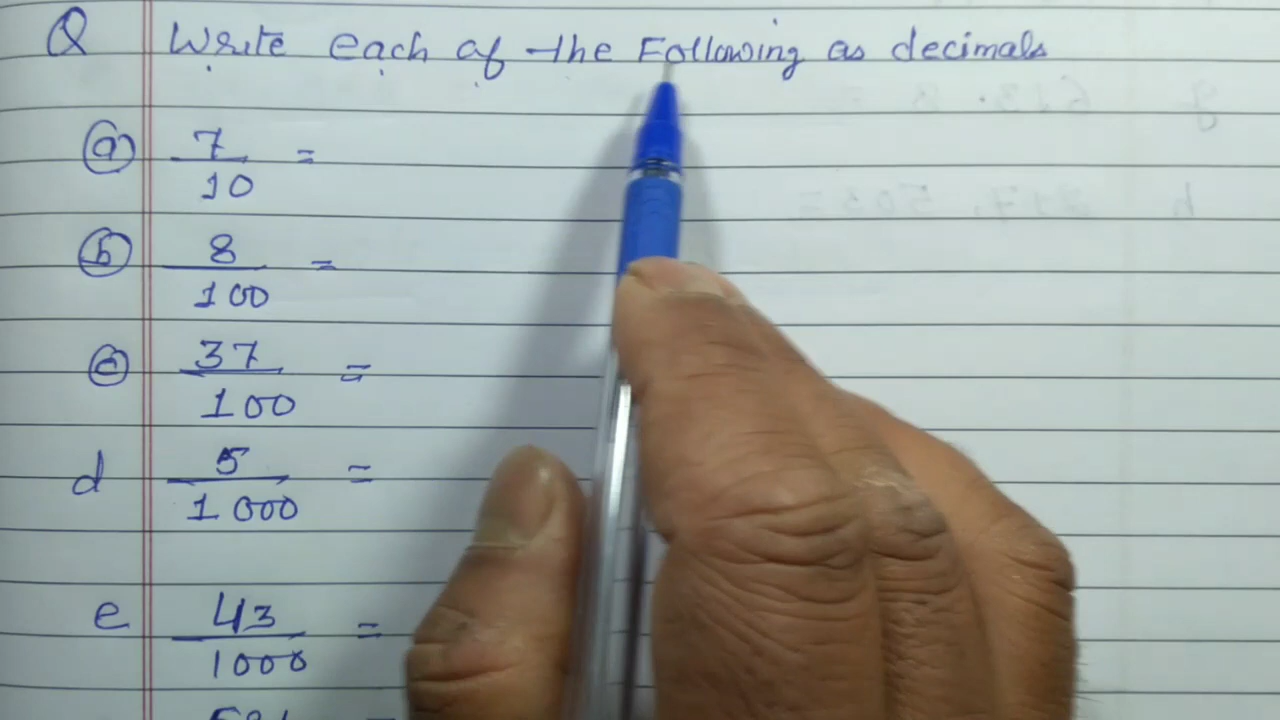 Q Write each of the Following as decimals
a 7/10 =
b 8/100 =
c 37/100 =
d 5/1000 =
e 43/1000 =